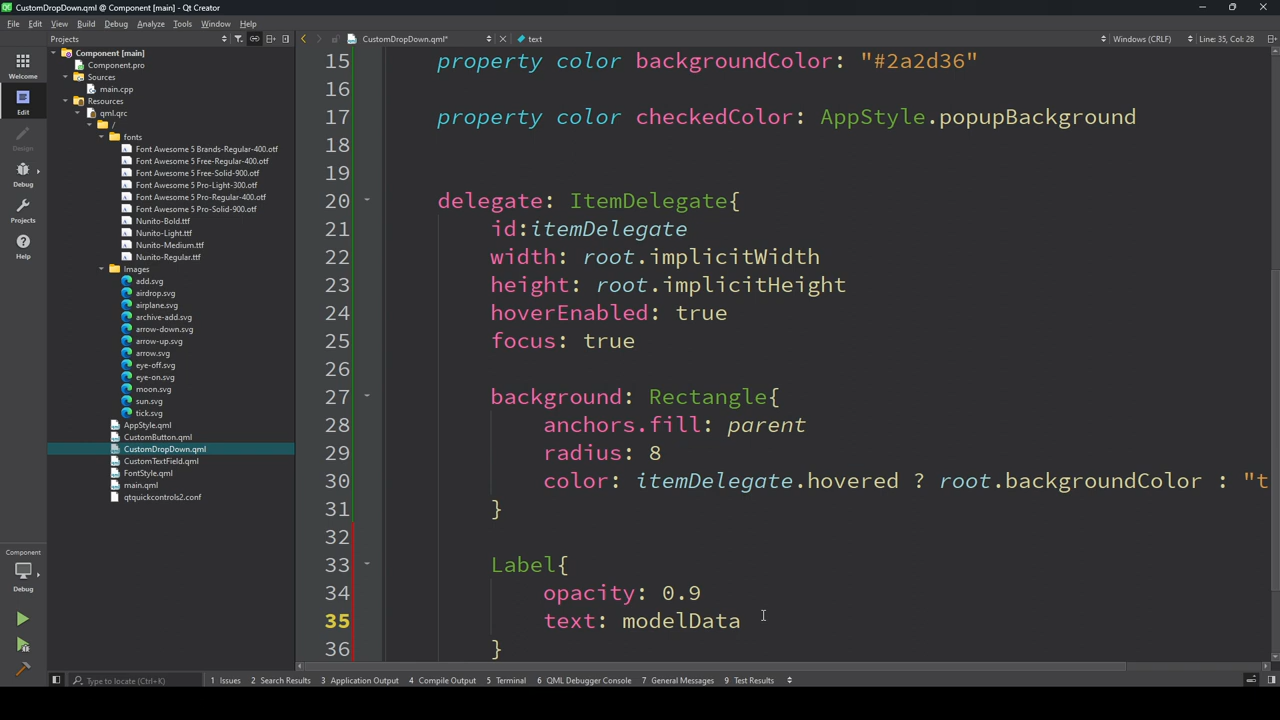 CustomDropDown.qml @ Component [main] - Qt Creator
File Edit View Build Debug Analyze Tools Window Help
Projects CustomDropDown.qml* text Windows (CRLF) Line: 35, Col: 28
Welcome
Edit
Design
Debug
Projects
Help
Component
Debug
Component [main]
Component.pro
Sources
main.cpp
Resources
qml.qrc
/
fonts
Font Awesome 5 Brands-Regular-400.otf
Font Awesome 5 Free-Regular-400.otf
Font Awesome 5 Free-Solid-900.otf
Font Awesome 5 Pro-Light-300.otf
Font Awesome 5 Pro-Regular-400.otf
Font Awesome 5 Pro-Solid-900.otf
Nunito-Bold.ttf
Nunito-Light.ttf
Nunito-Medium.ttf
Nunito-Regular.ttf
Images
add.svg
airdrop.svg
airplane.svg
archive-add.svg
arrow-down.svg
arrow-up.svg
arrow.svg
eye-off.svg
eye-on.svg
moon.svg
sun.svg
tick.svg
AppStyle.qml
CustomButton.qml
CustomDropDown.qml
CustomTextField.qml
FontStyle.qml
main.qml
qtquickcontrols2.conf
15 property color backgroundColor: "#2a2d36"
16
17 property color checkedColor: AppStyle.popupBackground
18
19
20 delegate: ItemDelegate{
21 id:itemDelegate
22 width: root.implicitWidth
23 height: root.implicitHeight
24 hoverEnabled: true
25 focus: true
26
27 background: Rectangle{
28 anchors.fill: parent
29 radius: 8
30 color: itemDelegate.hovered ? root.backgroundColor : "t
31 }
32
33 Label{
34 opacity: 0.9
35 text: modelData
36 }
Type to locate (Ctrl+K) 1 Issues 2 Search Results 3 Application Output 4 Compile Output 5 Terminal 6 QML Debugger Console 7 General Messages 9 Test Results